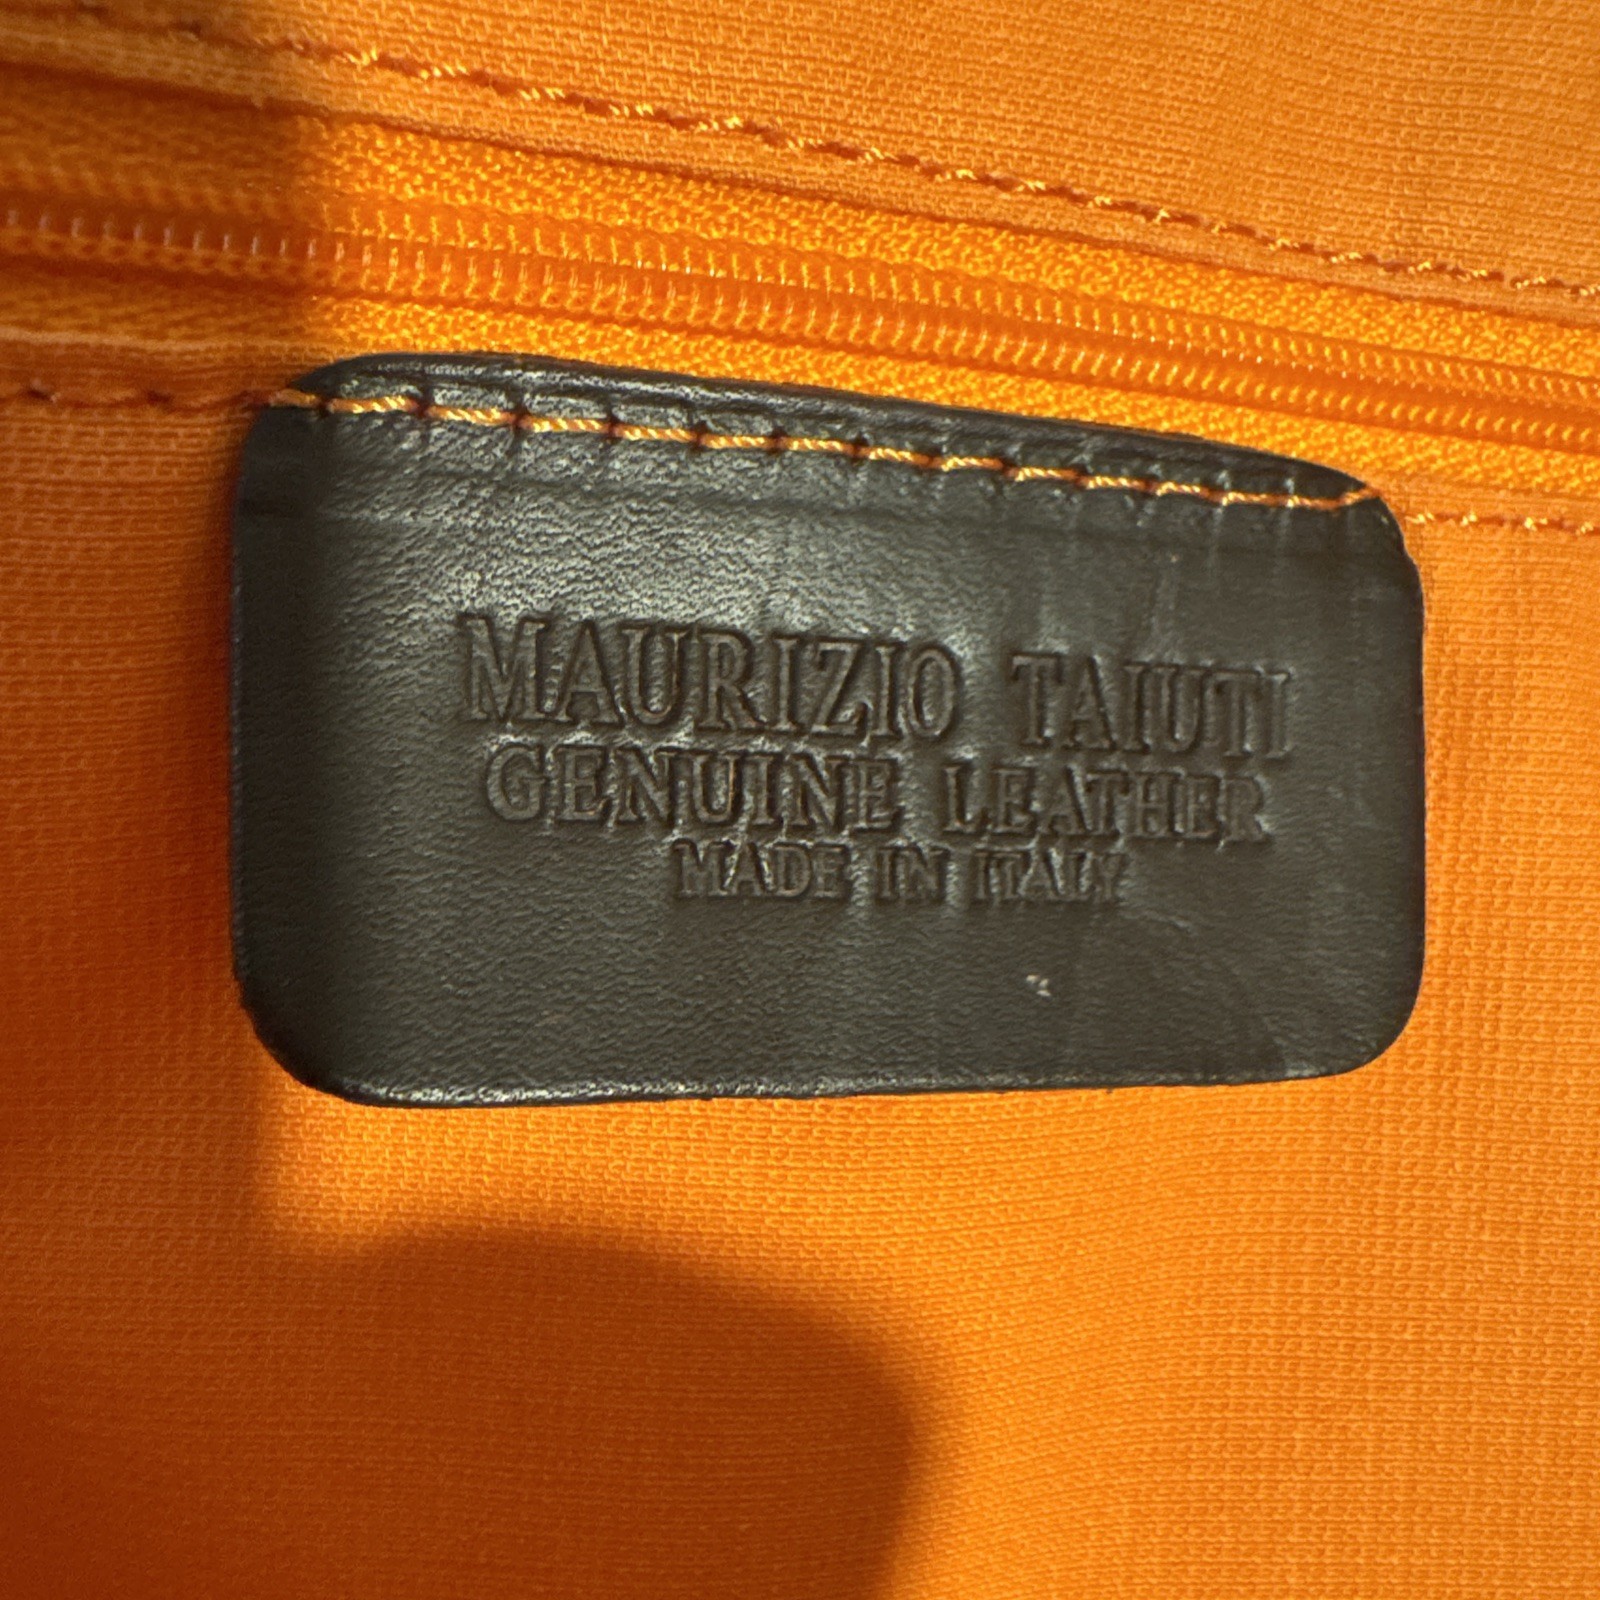 MAURIZIO TAIUTI
GENUINE LEATHER
MADE IN ITALY